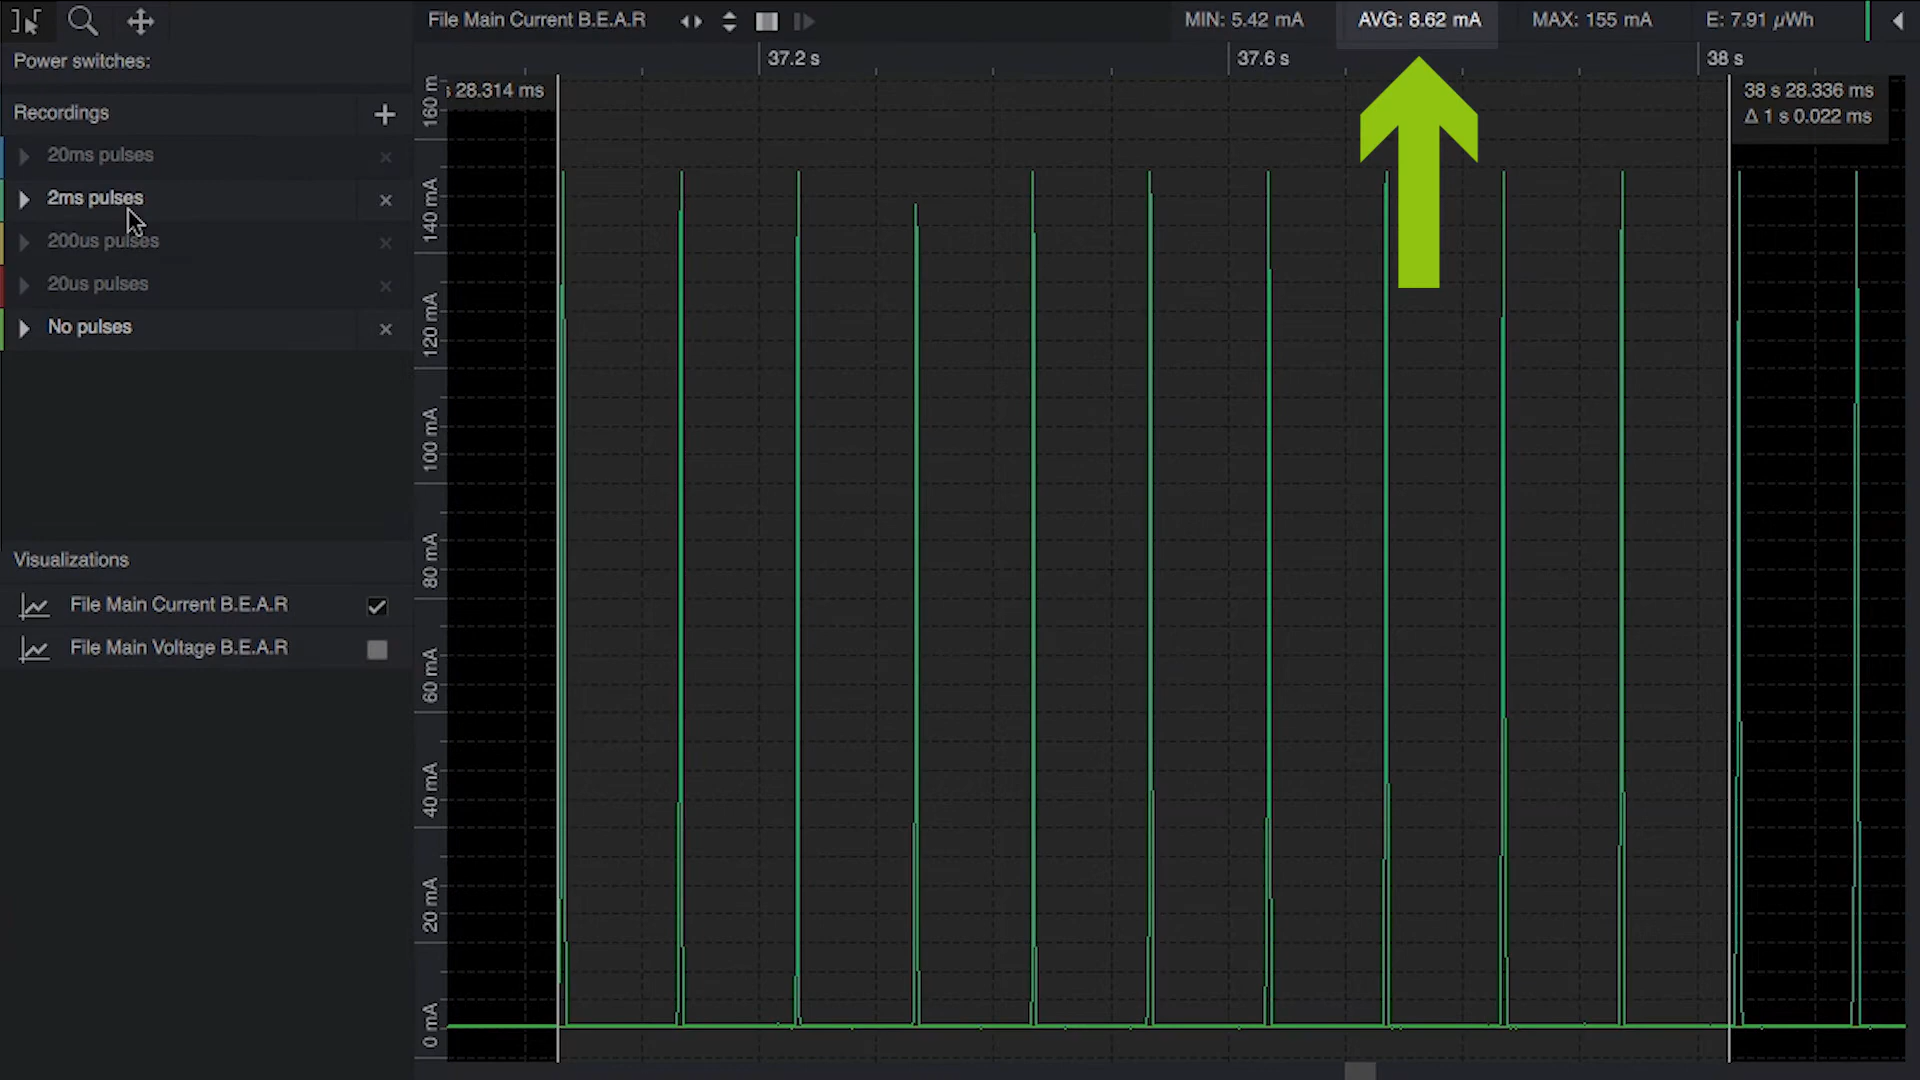 File Main Current B.E.A.R
MIN: 5.42 mA
AVG: 8.62 mA
MAX: 155 mA
E: 7.91 µWh
Power switches:
Recordings
20ms pulses
2ms pulses
200us pulses
20us pulses
No pulses
Visualizations
File Main Current B.E.A.R
File Main Voltage B.E.A.R
37.2 s
37.6 s
38 s
28.314 ms
38 s 28.336 ms
Δ 1 s 0.022 ms
160 m
140 mA
120 mA
100 mA
80 mA
60 mA
40 mA
20 mA
0 mA